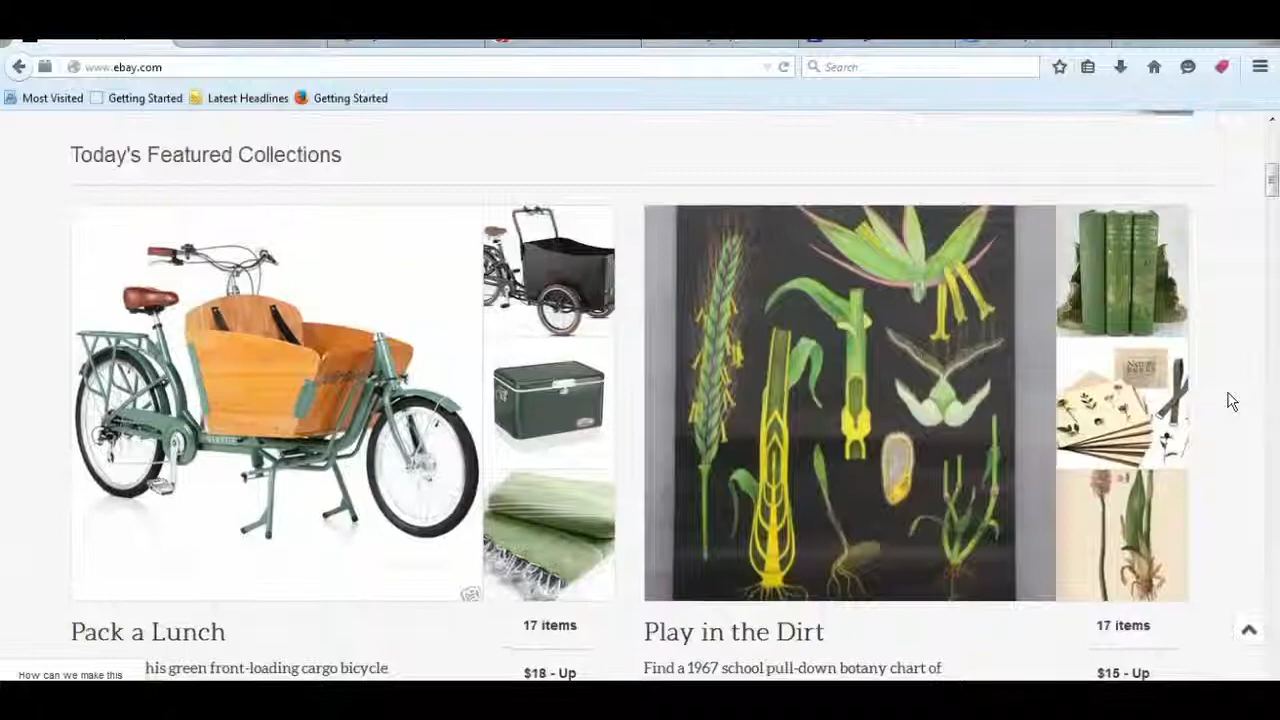 www.ebay.com
Search
Most Visited
Getting Started
Latest Headlines
Getting Started
Today's Featured Collections
Pack a Lunch
17 items
Play in the Dirt
17 items
his green front-loading cargo bicycle
$18 - Up
Find a 1967 school pull-down botany chart of
$15 - Up
How can we make this